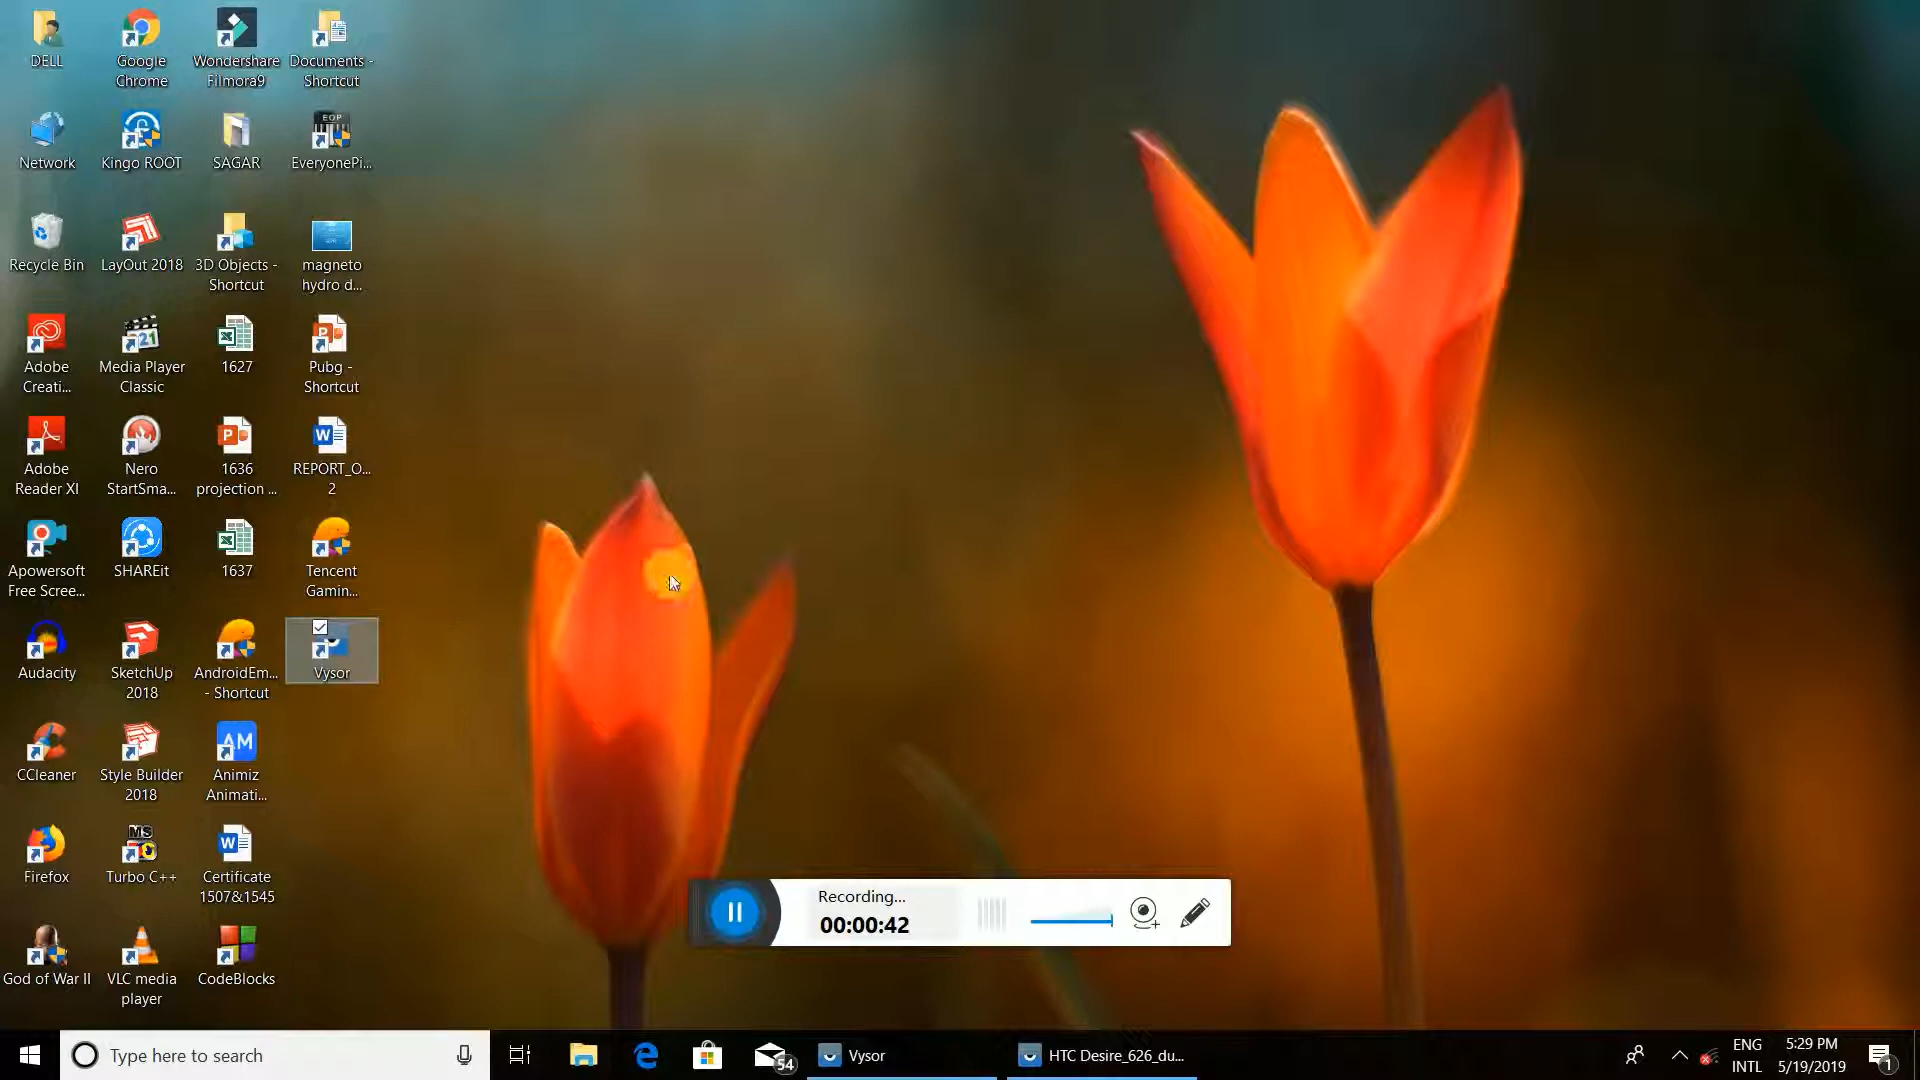 DELL
Google
Chrome
Wondershare
Filmora9
Documents -
Shortcut
Network
Kingo ROOT
SAGAR
EOP
EveryonePi...
Recycle Bin
LayOut 2018
3D Objects -
Shortcut
magneto
hydro d...
Adobe
Creati...
321
Media Player
Classic
1627
Pubg -
Shortcut
Adobe
Reader XI
Nero
StartSma...
1636
projection ...
REPORT_O...
2
Apowersoft
Free Scree...
SHAREit
1637
Tencent
Gamin...
Audacity
SketchUp
2018
AndroidEm...
- Shortcut
Vysor
CCleaner
Style Builder
2018
AM
Animiz
Animati...
Firefox
MS
Turbo C++
Certificate
1507&1545
God of War II
VLC media
player
CodeBlocks
Recording...
00:00:42
Type here to search
54
Vysor
HTC Desire_626_du...
ENG
INTL
5:29 PM
5/19/2019
1